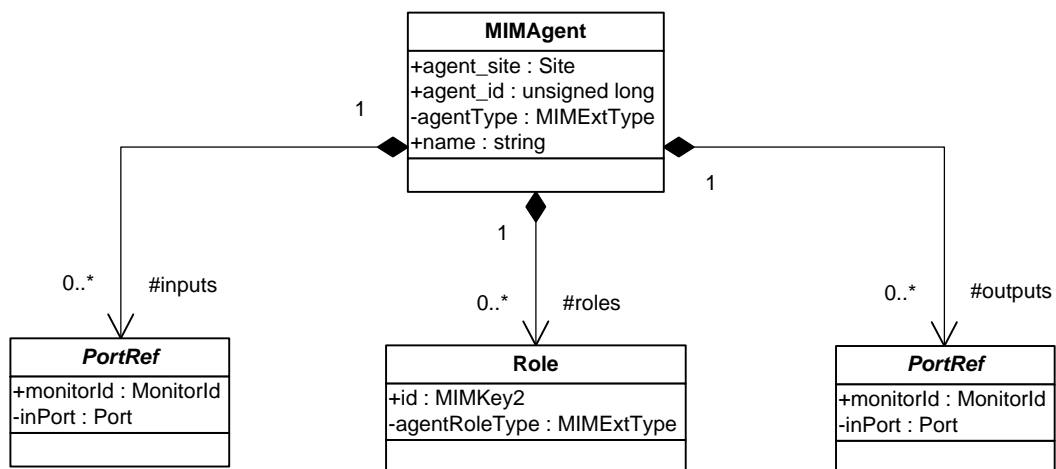 MIMAgent
+agent_site : Site
+agent_id : unsigned long
-agentType : MIMExtType
+name : string
1
1
1
0..*
#inputs
0..*
#roles
0..*
#outputs
PortRef
+monitorId : MonitorId
-inPort : Port
Role
+id : MIMKey2
-agentRoleType : MIMExtType
PortRef
+monitorId : MonitorId
-inPort : Port